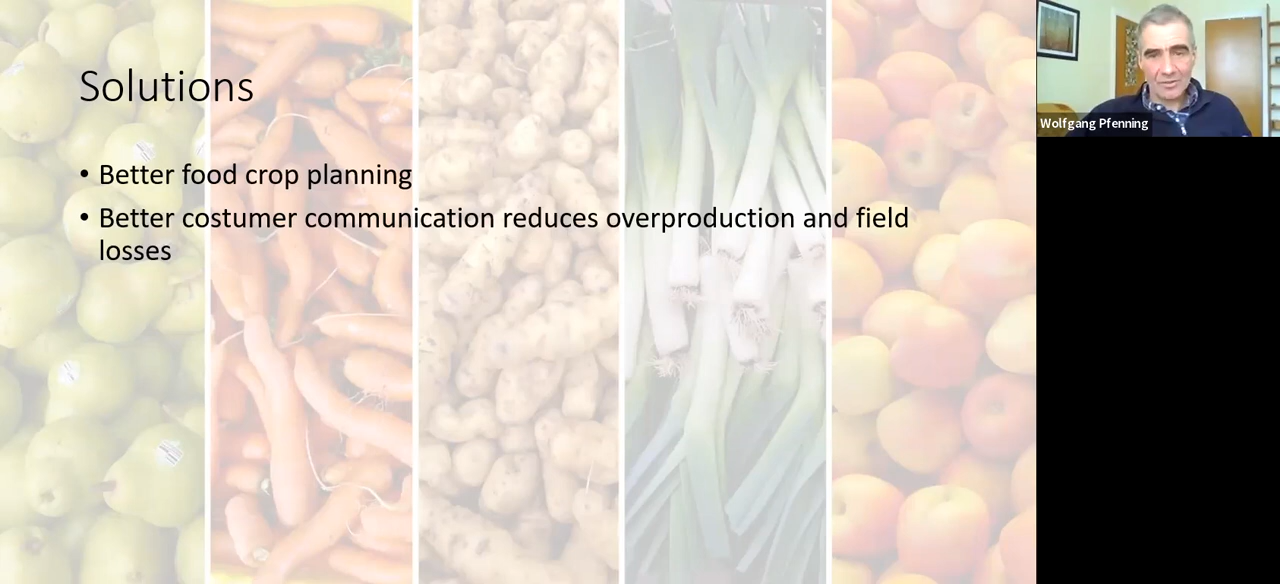 Solutions
• Better food crop planning
• Better costumer communication reduces overproduction and field
losses
Wolfgang Pfenning